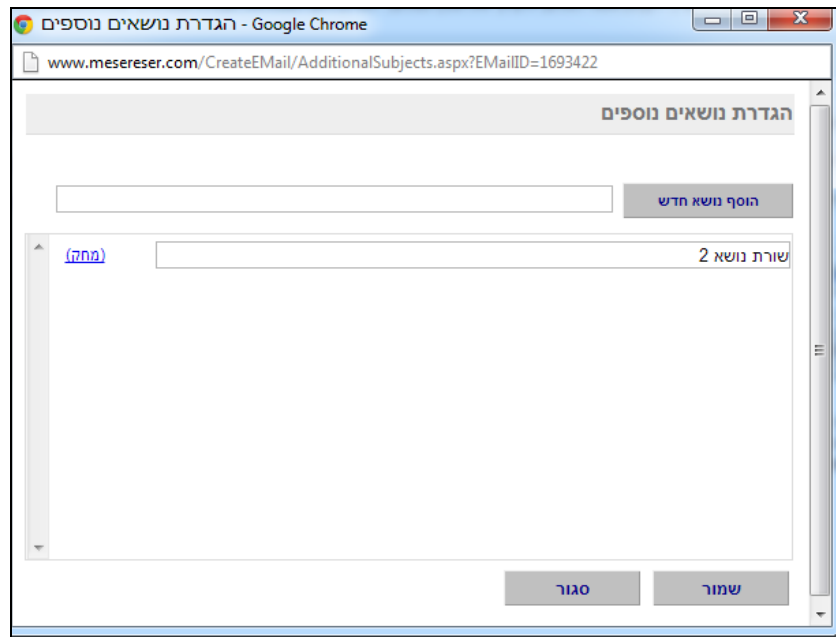 הגדרת נושאים נוספים - Google Chrome
www.mesereser.com/CreateEMail/AdditionalSubjects.aspx?EMailID=1693422
הגדרת נושאים נוספים
הוסף נושא חדש
שורת נושא 2 (מחק)
שמור סגור